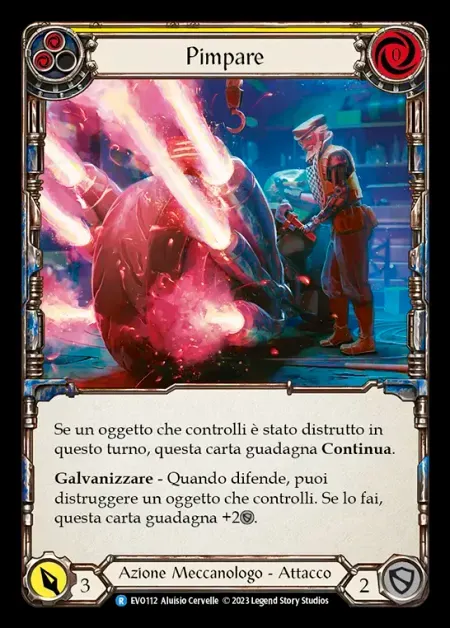 Pimpare
0
Se un oggetto che controlli è stato distrutto in
questo turno, questa carta guadagna Continua.
Galvanizzare - Quando difende, puoi
distruggere un oggetto che controlli. Se lo fai,
questa carta guadagna +2.
3
Azione Meccanologo - Attacco
2
R EVO112 Aluisio Cervelle © 2023 Legend Story Studios